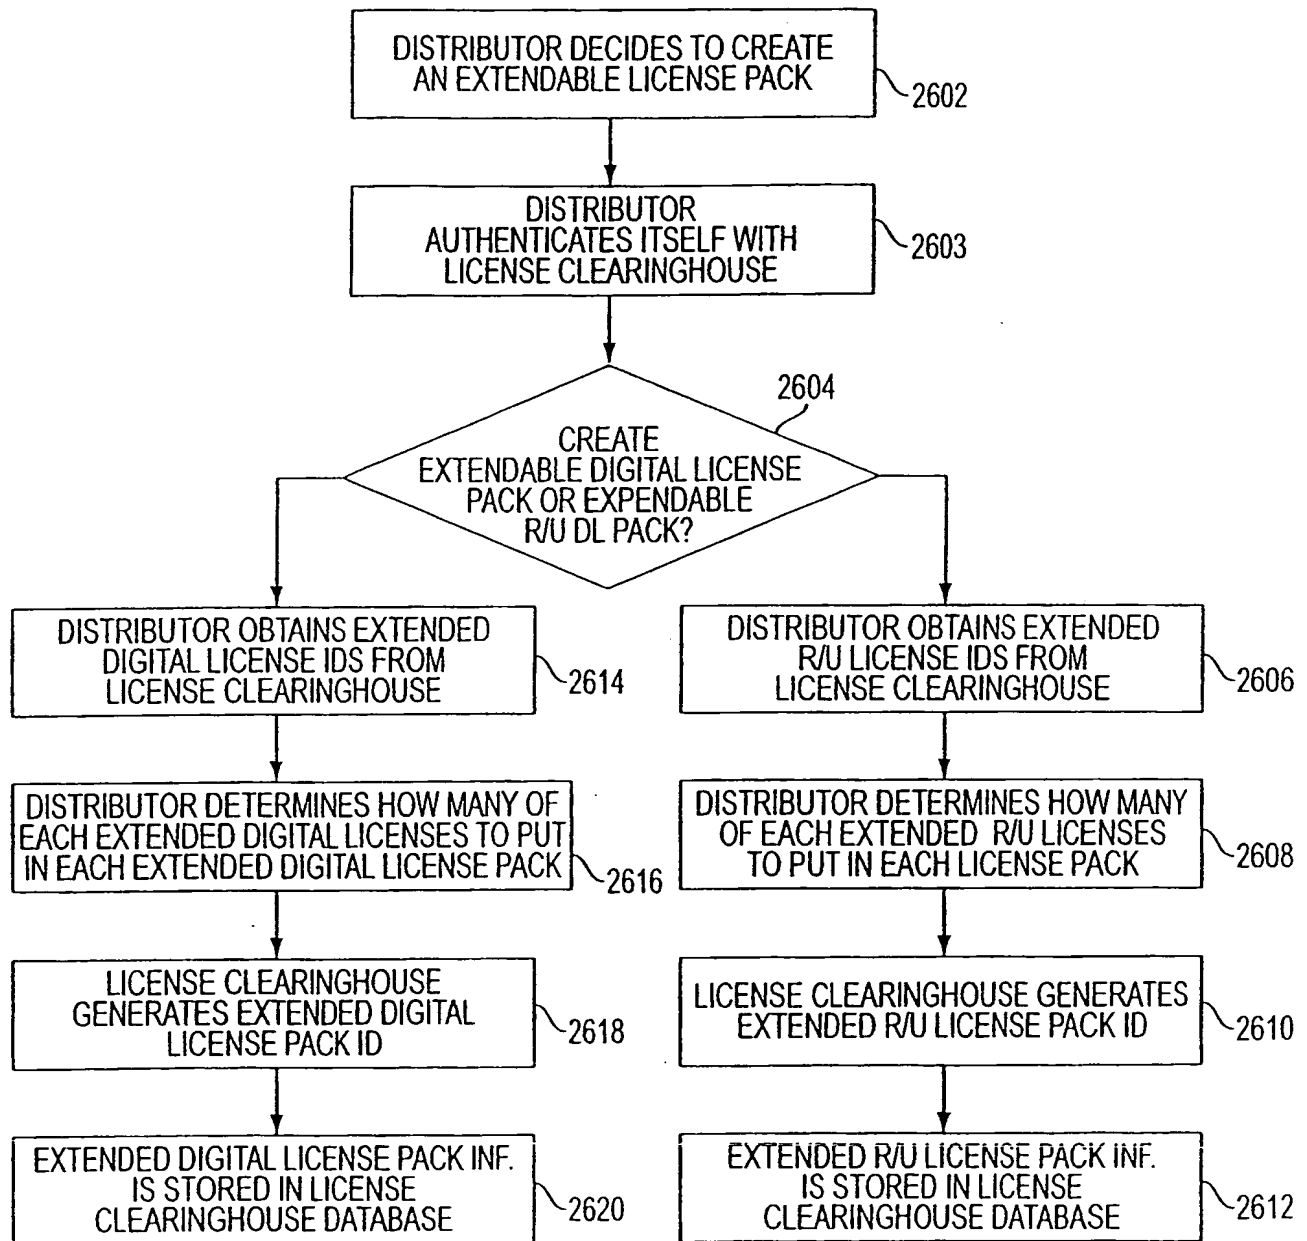 DISTRIBUTOR DECIDES TO CREATE
AN EXTENDABLE LICENSE PACK
2602
DISTRIBUTOR
AUTHENTICATES ITSELF WITH
LICENSE CLEARINGHOUSE
2603
2604
CREATE
EXTENDABLE DIGITAL LICENSE
PACK OR EXPENDABLE
R/U DL PACK?
DISTRIBUTOR OBTAINS EXTENDED
DIGITAL LICENSE IDS FROM
LICENSE CLEARINGHOUSE
2614
DISTRIBUTOR OBTAINS EXTENDED
R/U LICENSE IDS FROM
LICENSE CLEARINGHOUSE
2606
DISTRIBUTOR DETERMINES HOW MANY OF
EACH EXTENDED DIGITAL LICENSES TO PUT
IN EACH EXTENDED DIGITAL LICENSE PACK
2616
DISTRIBUTOR DETERMINES HOW MANY
OF EACH EXTENDED R/U LICENSES
TO PUT IN EACH LICENSE PACK
2608
LICENSE CLEARINGHOUSE
GENERATES EXTENDED DIGITAL
LICENSE PACK ID
2618
LICENSE CLEARINGHOUSE GENERATES
EXTENDED R/U LICENSE PACK ID
2610
EXTENDED DIGITAL LICENSE PACK INF.
IS STORED IN LICENSE
CLEARINGHOUSE DATABASE
2620
EXTENDED R/U LICENSE PACK INF.
IS STORED IN LICENSE
CLEARINGHOUSE DATABASE
2612